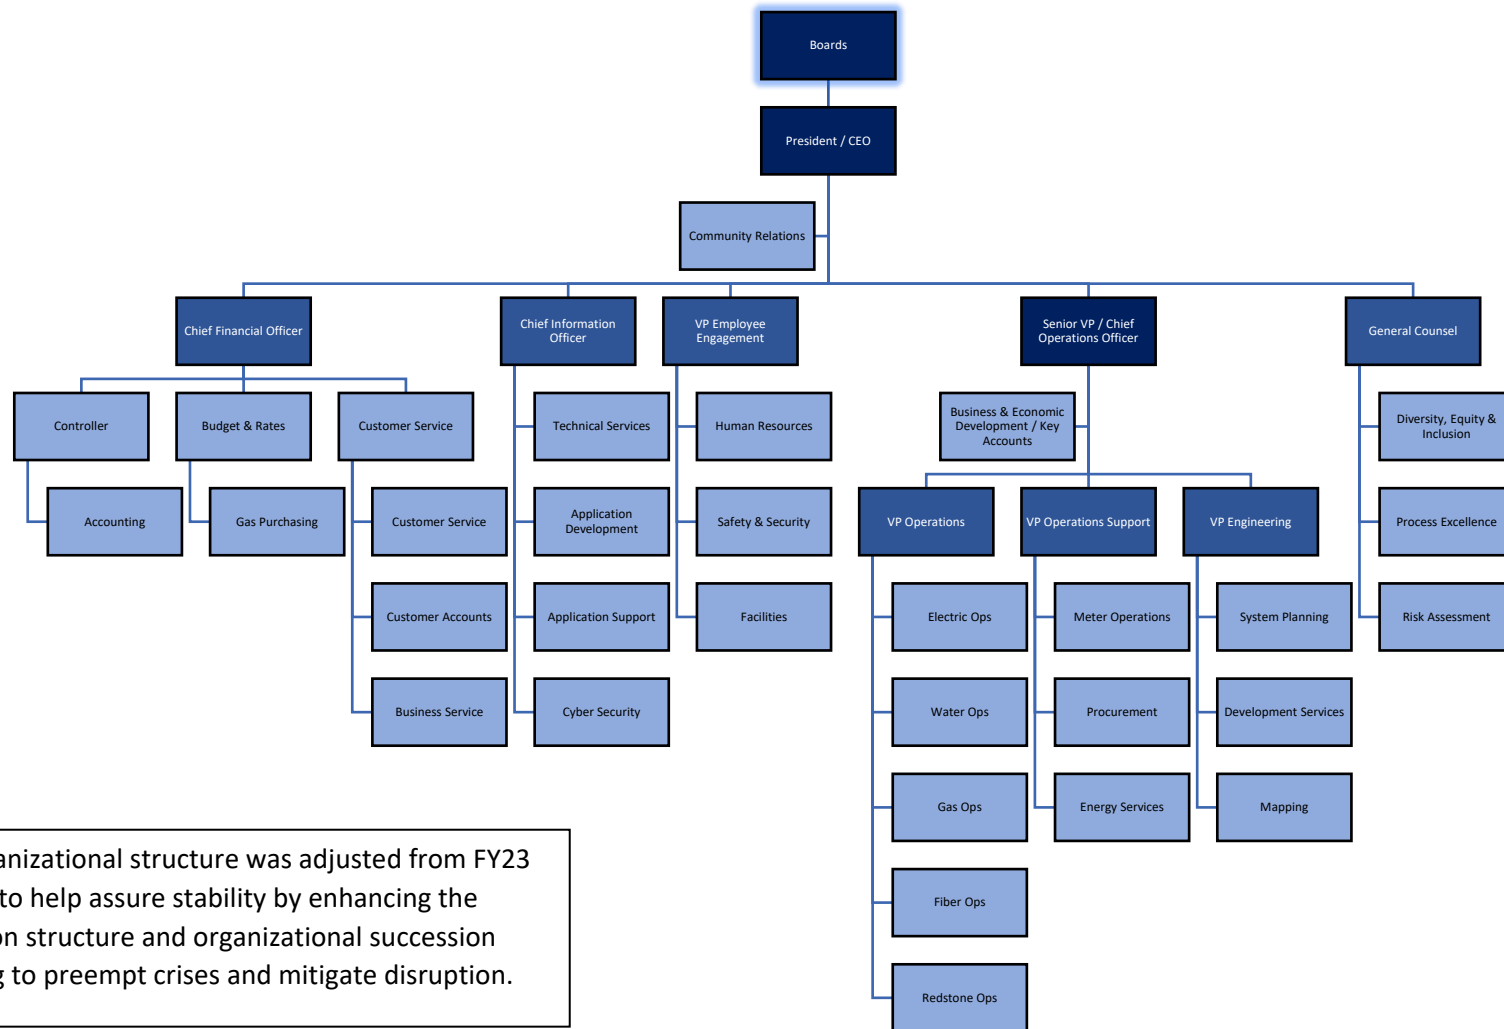 Boards
President / CEO
Community Relations
Chief Financial Officer
Chief Information
Officer
VP Employee
Engagement
Senior VP / Chief
Operations Officer
General Counsel
Controller
Budget & Rates
Customer Service
Technical Services
Human Resources
Business & Economic
Development / Key
Accounts
Diversity, Equity &
Inclusion
Accounting
Gas Purchasing
Customer Service
Application
Development
Safety & Security
VP Operations
VP Operations Support
VP Engineering
Process Excellence
Customer Accounts
Application Support
Facilities
Electric Ops
Meter Operations
System Planning
Risk Assessment
Business Service
Cyber Security
Water Ops
Procurement
Development Services
Gas Ops
Energy Services
Mapping
Fiber Ops
Redstone Ops
anizational structure was adjusted from FY23
to help assure stability by enhancing the
on structure and organizational succession
g to preempt crises and mitigate disruption.